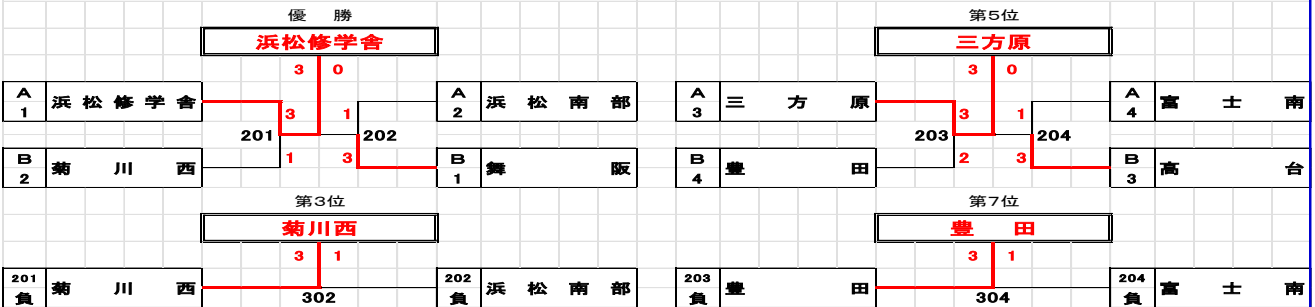 優　勝　第5位
浜松修学舎　三方原
3 0　3 0
A 1 浜松修学舎　A 2 浜松南部　A 3 三方原　A 4 富士南
3 1　3 1
201 202　203 204
1 3　2 3
B 2 菊川西　B 1 舞阪　B 4 豊田　B 3 高台
第3位　第7位
菊川西　豊　田
3 1　3 1
201 負 菊川西　202 負 浜松南部　203 負 豊田　204 負 富士南
302　304